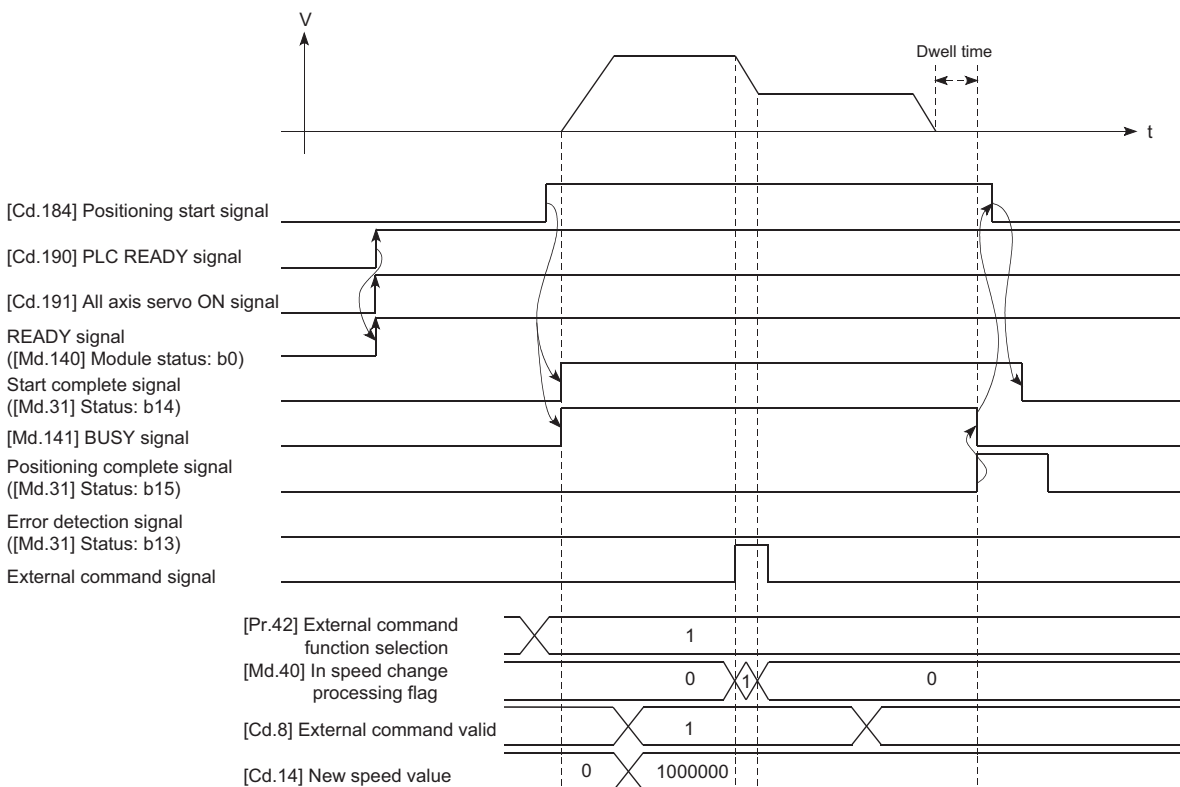 V
Dwell time
t
[Cd.184] Positioning start signal
[Cd.190] PLC READY signal
[Cd.191] All axis servo ON signal
READY signal
([Md.140] Module status: b0)
Start complete signal
([Md.31] Status: b14)
[Md.141] BUSY signal
Positioning complete signal
([Md.31] Status: b15)
Error detection signal
([Md.31] Status: b13)
External command signal
[Pr.42] External command
function selection
1
[Md.40] In speed change
processing flag
0
1
0
[Cd.8] External command valid
1
[Cd.14] New speed value
0
1000000